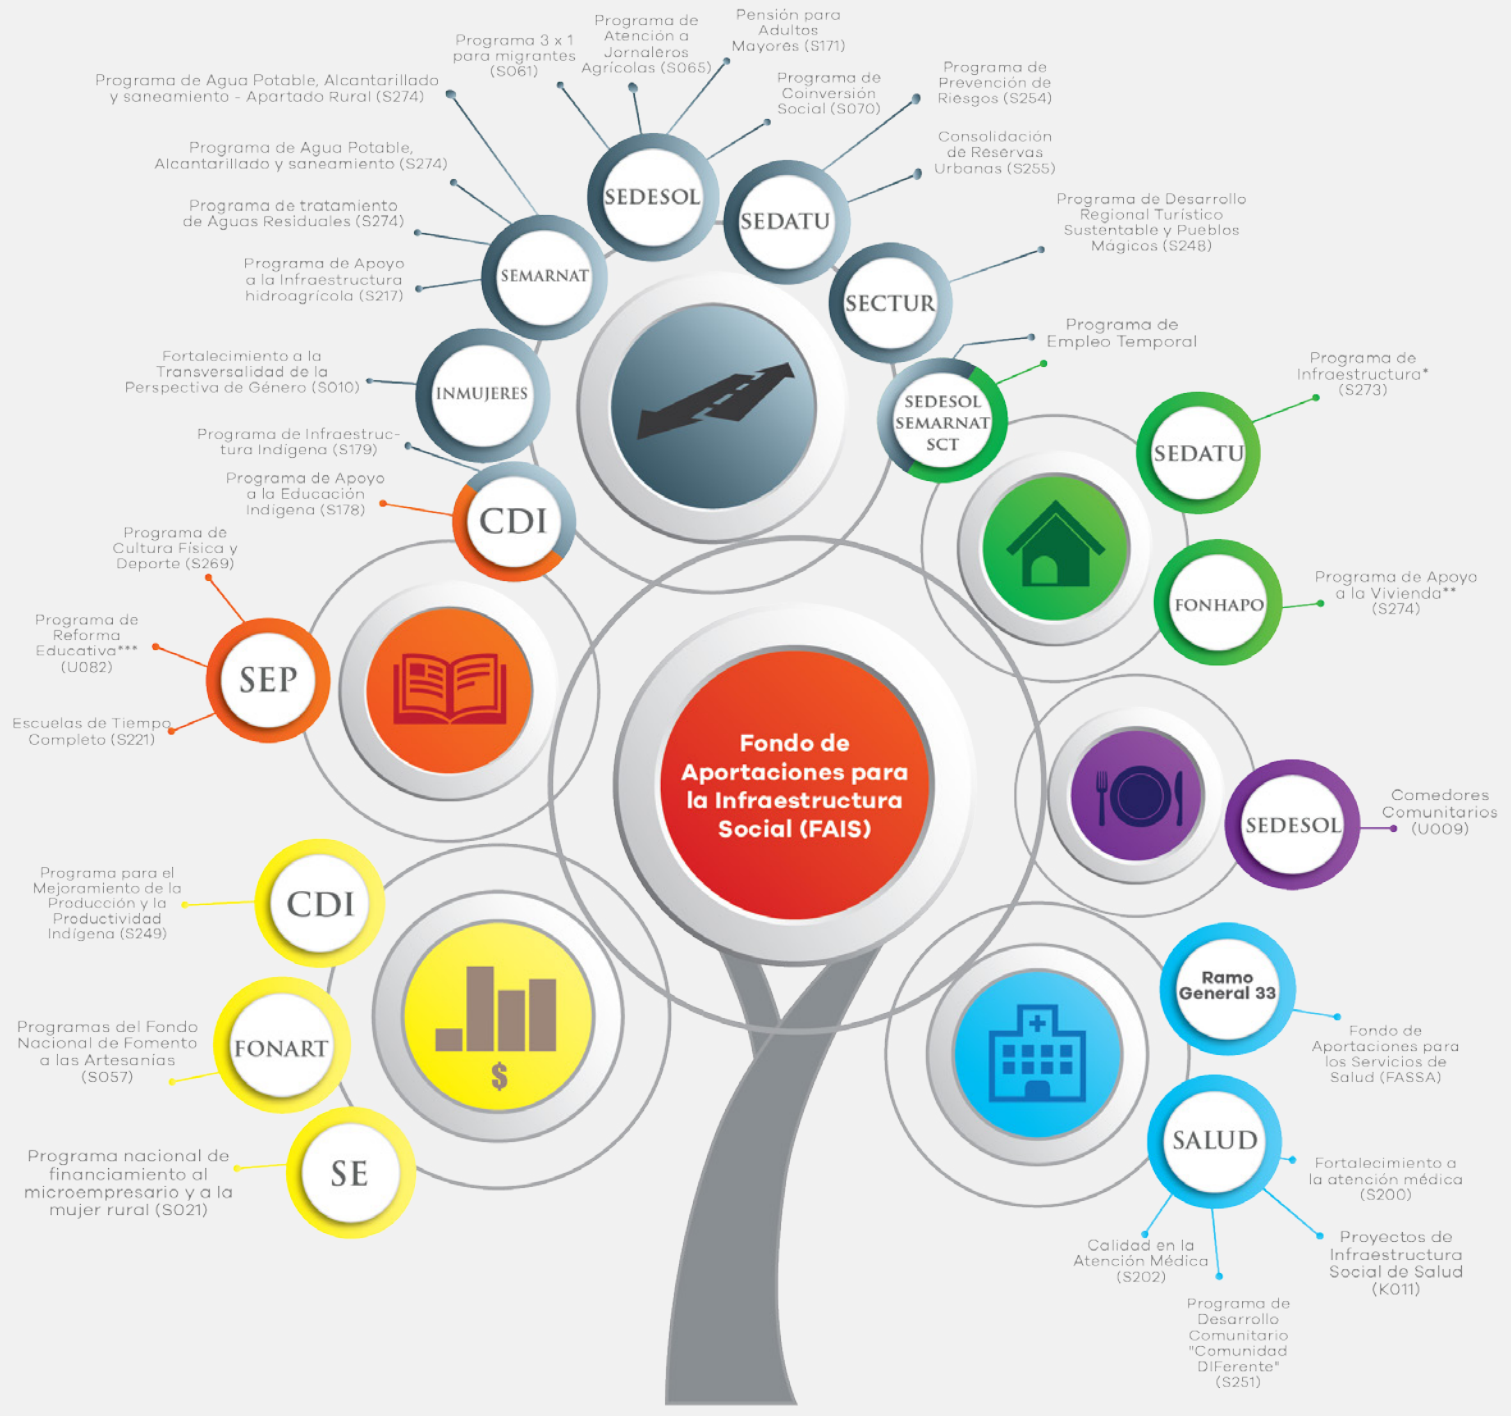 Programa 3 x 1
para migrantes
(S061)
Programa de
Atención a
Jornaléros
Agrícolas (S065)
Pensión para
Adultos
Mayores (S171)
Programa de
Coinversión
Social (S070)
Programa de
Prevención de
Riesgos (S254)
Consolidación
de Reservas
Urbanas (S255)
Programa de Desarrollo
Regional Turístico
Sustentable y Pueblos
Mágicos (S248)
Programa de
Empleo Temporal
Programa de Agua Potable, Alcantarillado
y saneamiento - Apartado Rural (S274)
Programa de Agua Potable,
Alcantarillado y saneamiento (S274)
Programa de tratamiento
de Aguas Residuales (S274)
Programa de Apoyo
a la Infraestructura
hidroagrícola (S217)
Fortalecimiento a la
Transversalidad de la
Perspectiva de Género (S010)
Programa de Infraestruc-
tura Indígena (S179)
Programa de Apoyo
a la Educación
Indígena (S178)
SEDESOL
SEDATU
SECTUR
SEMARNAT
INMUJERES
CDI
SEDESOL
SEMARNAT
SCT
Programa de
Infraestructura*
(S273)
SEDATU
FONHAPO
Programa de Apoyo
a la Vivienda**
(S274)
Programa de
Cultura Física y
Deporte (S269)
Programa de
Reforma
Educativa***
(U082)
Escuelas de Tiempo
Completo (S221)
SEP
Fondo de
Aportaciones para
la Infraestructura
Social (FAIS)
SEDESOL
Comedores
Comunitarios
(U009)
Programa para el
Mejoramiento de la
Producción y la
Productividad
Indígena (S249)
CDI
Programas del Fondo
Nacional de Fomento
a las Artesanías
(S057)
FONART
Programa nacional de
financiamiento al
microempresario y a la
mujer rural (S021)
SE
$
Ramo
General 33
Fondo de
Aportaciones para
los Servicios de
Salud (FASSA)
SALUD
Fortalecimiento a
la atención médica
(S200)
Proyectos de
Infraestructura
Social de Salud
(K011)
Calidad en la
Atención Médica
(S202)
Programa de
Desarrollo
Comunitario
"Comunidad
DIFerente"
(S251)